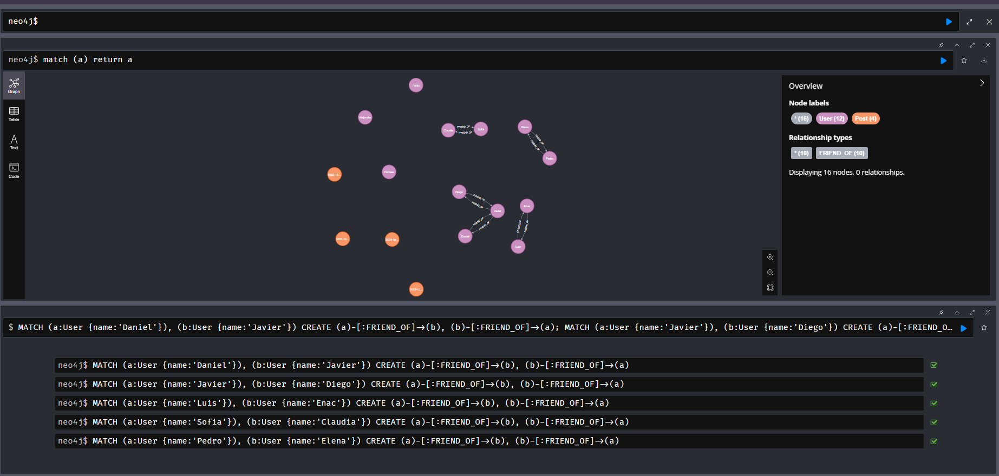 neo4j$
neo4j$ match (a) return a
Graph
Table
Text
Code
Pablo
Alejandro
Claudia
FRIEND_OF
FRIEND_OF
Sofia
Elena
FRIEND_OF
FRIEND_OF
Pedro
2023-10...
Carmen
Diego
FRIEND_OF
FRIEND_OF
Javier
FRIEND_OF
FRIEND_OF
Daniel
Enac
FRIEND_OF
FRIEND_OF
Luis
2023-10...
2023-10...
2023-10...
Overview
Node labels
* (16) User (12) Post (4)
Relationship types
* (10) FRIEND_OF (10)
Displaying 16 nodes, 0 relationships.
$ MATCH (a:User {name:'Daniel'}), (b:User {name:'Javier'}) CREATE (a)-[:FRIEND_OF]->(b), (b)-[:FRIEND_OF]->(a); MATCH (a:User {name:'Javier'}), (b:User {name:'Diego'}) CREATE (a)-[:FRIEND_O...
neo4j$ MATCH (a:User {name:'Daniel'}), (b:User {name:'Javier'}) CREATE (a)-[:FRIEND_OF]->(b), (b)-[:FRIEND_OF]->(a)
neo4j$ MATCH (a:User {name:'Javier'}), (b:User {name:'Diego'}) CREATE (a)-[:FRIEND_OF]->(b), (b)-[:FRIEND_OF]->(a)
neo4j$ MATCH (a:User {name:'Luis'}), (b:User {name:'Enac'}) CREATE (a)-[:FRIEND_OF]->(b), (b)-[:FRIEND_OF]->(a)
neo4j$ MATCH (a:User {name:'Sofia'}), (b:User {name:'Claudia'}) CREATE (a)-[:FRIEND_OF]->(b), (b)-[:FRIEND_OF]->(a)
neo4j$ MATCH (a:User {name:'Pedro'}), (b:User {name:'Elena'}) CREATE (a)-[:FRIEND_OF]->(b), (b)-[:FRIEND_OF]->(a)